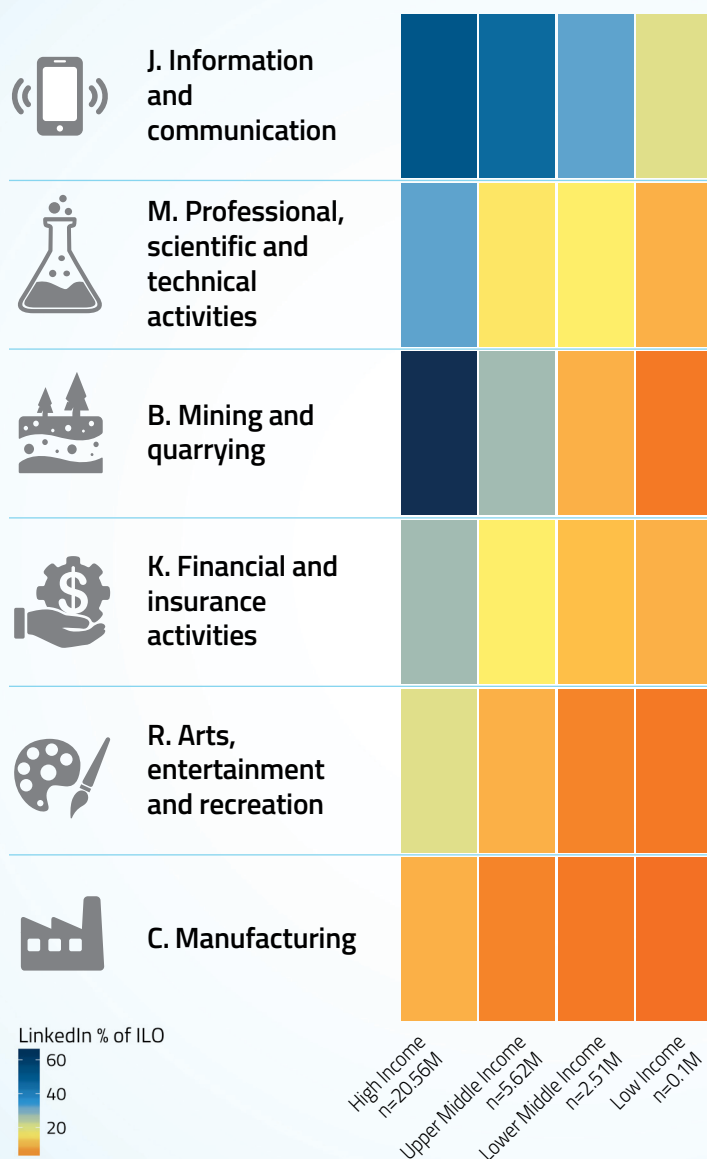 J. Information
and
communication
M. Professional,
scientific and
technical
activities
B. Mining and
quarrying
$
K. Financial and
insurance
activities
R. Arts,
entertainment
and recreation
C. Manufacturing
LinkedIn % of ILO
60
40
20
High Income
n=20.56M
Upper Middle Income
n=5.62M
Lower Middle Income
n=2.51M
Low Income
n=0.1M